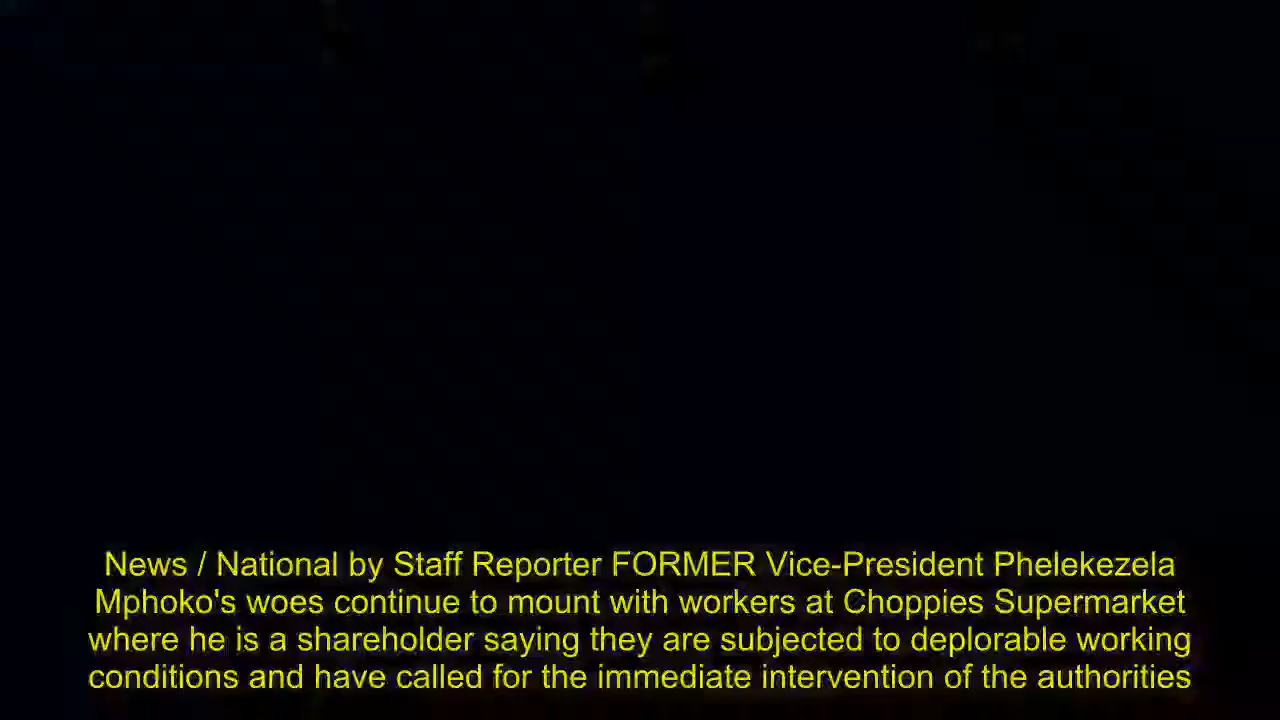 News / National by Staff Reporter FORMER Vice-President Phelekezela
Mphoko's woes continue to mount with workers at Choppies Supermarket
where he is a shareholder saying they are subjected to deplorable working
conditions and have called for the immediate intervention of the authorities